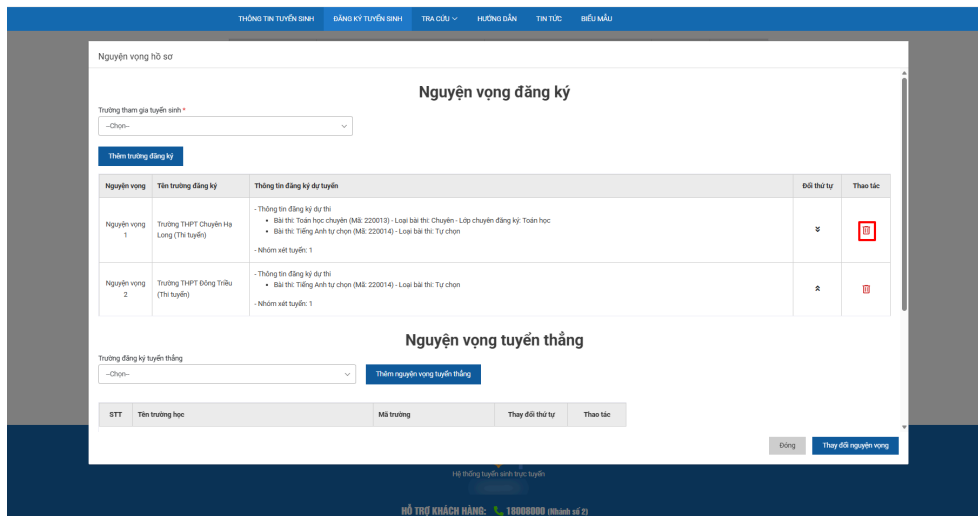 THÔNG TIN TUYỂN SINH ĐĂNG KÝ TUYỂN SINH TRA CỨU HƯỚNG DẪN TIN TỨC BIỂU MẪU
Nguyện vọng hồ sơ
Nguyện vọng đăng ký
Trường tham gia tuyển sinh *
--Chọn--
Thêm trường đăng ký
Nguyện vọng Tên trường đăng ký Thông tin đăng ký dự tuyển Đổi thứ tự Thao tác
- Thông tin đăng ký dự thi
Nguyện vọng 1 Trường THPT Chuyên Hạ Long (Thi tuyển) • Bài thi: Toán học chuyên (Mã: 220013) - Loại bài thi: Chuyên - Lớp chuyên đăng ký: Toán học
• Bài thi: Tiếng Anh tự chọn (Mã: 220014) - Loại bài thi: Tự chọn
- Nhóm xét tuyển: 1
- Thông tin đăng ký dự thi
Nguyện vọng 2 Trường THPT Đông Triều (Thi tuyển) • Bài thi: Tiếng Anh tự chọn (Mã: 220014) - Loại bài thi: Tự chọn
- Nhóm xét tuyển: 1
Nguyện vọng tuyển thẳng
Trường đăng ký tuyển thẳng
--Chọn-- Thêm nguyện vọng tuyển thẳng
STT Tên trường học Mã trường Thay đổi thứ tự Thao tác
Đóng Thay đổi nguyện vọng
Hệ thống tuyển sinh trực tuyến
HỖ TRỢ KHÁCH HÀNG: 18008000 (Nhánh số 2)